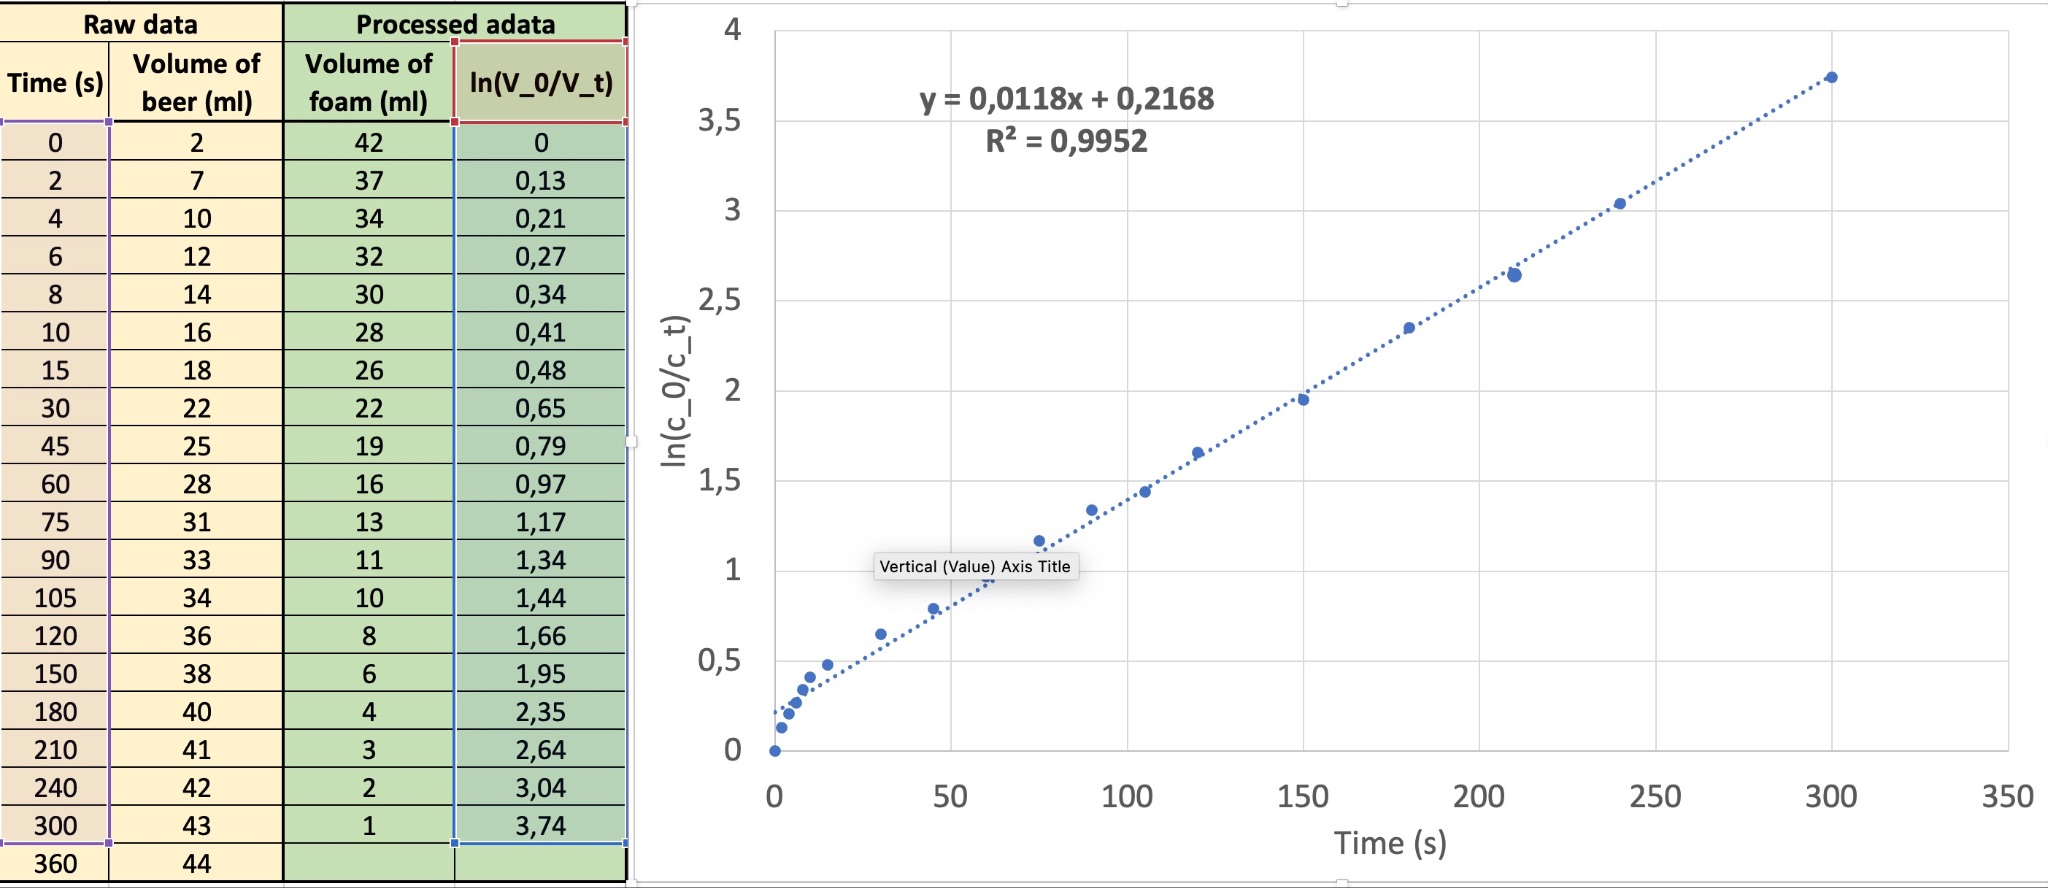 Raw data Processed adata
Time (s) Volume of beer (ml) Volume of foam (ml) ln(V_0/V_t)
0 2 42 0
2 7 37 0,13
4 10 34 0,21
6 12 32 0,27
8 14 30 0,34
10 16 28 0,41
15 18 26 0,48
30 22 22 0,65
45 25 19 0,79
60 28 16 0,97
75 31 13 1,17
90 33 11 1,34
105 34 10 1,44
120 36 8 1,66
150 38 6 1,95
180 40 4 2,35
210 41 3 2,64
240 42 2 3,04
300 43 1 3,74
360 44
y = 0,0118x + 0,2168
R² = 0,9952
ln(c_0/c_t)
4
3,5
3
2,5
2
1,5
1
0,5
0
Vertical (Value) Axis Title
0 50 100 150 200 250 300 350
Time (s)